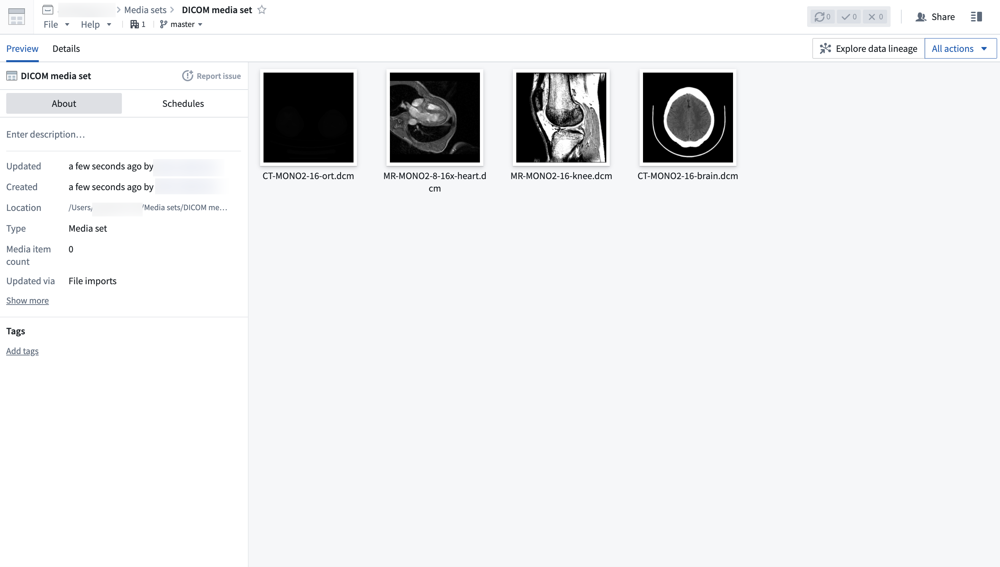 Media sets
DICOM media set
File
Help
1
master
0
0
0
Share
Preview
Details
Explore data lineage
All actions
DICOM media set
Report issue
About
Schedules
Enter description…
Updated
a few seconds ago by
Created
a few seconds ago by
Location
/Users/
/Media sets/DICOM me…
Type
Media set
Media item
count
0
Updated via
File imports
Show more
Tags
Add tags
CT-MONO2-16-ort.dcm
MR-MONO2-8-16x-heart.d
cm
MR-MONO2-16-knee.dcm
CT-MONO2-16-brain.dcm